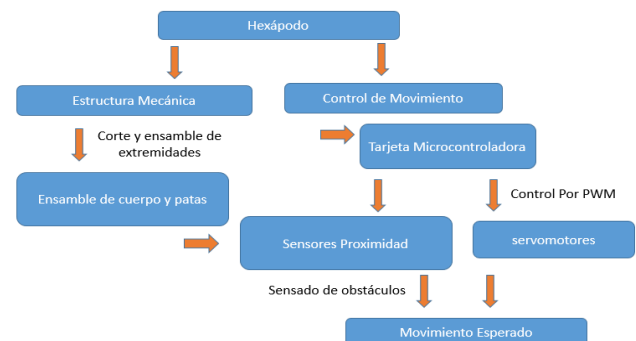 Hexápodo
Estructura Mecánica
Control de Movimiento
Corte y ensamble de
extremidades
Tarjeta Microcontroladora
Ensamble de cuerpo y patas
Control Por PWM
Sensores Proximidad
servomotores
Sensado de obstáculos
Movimiento Esperado